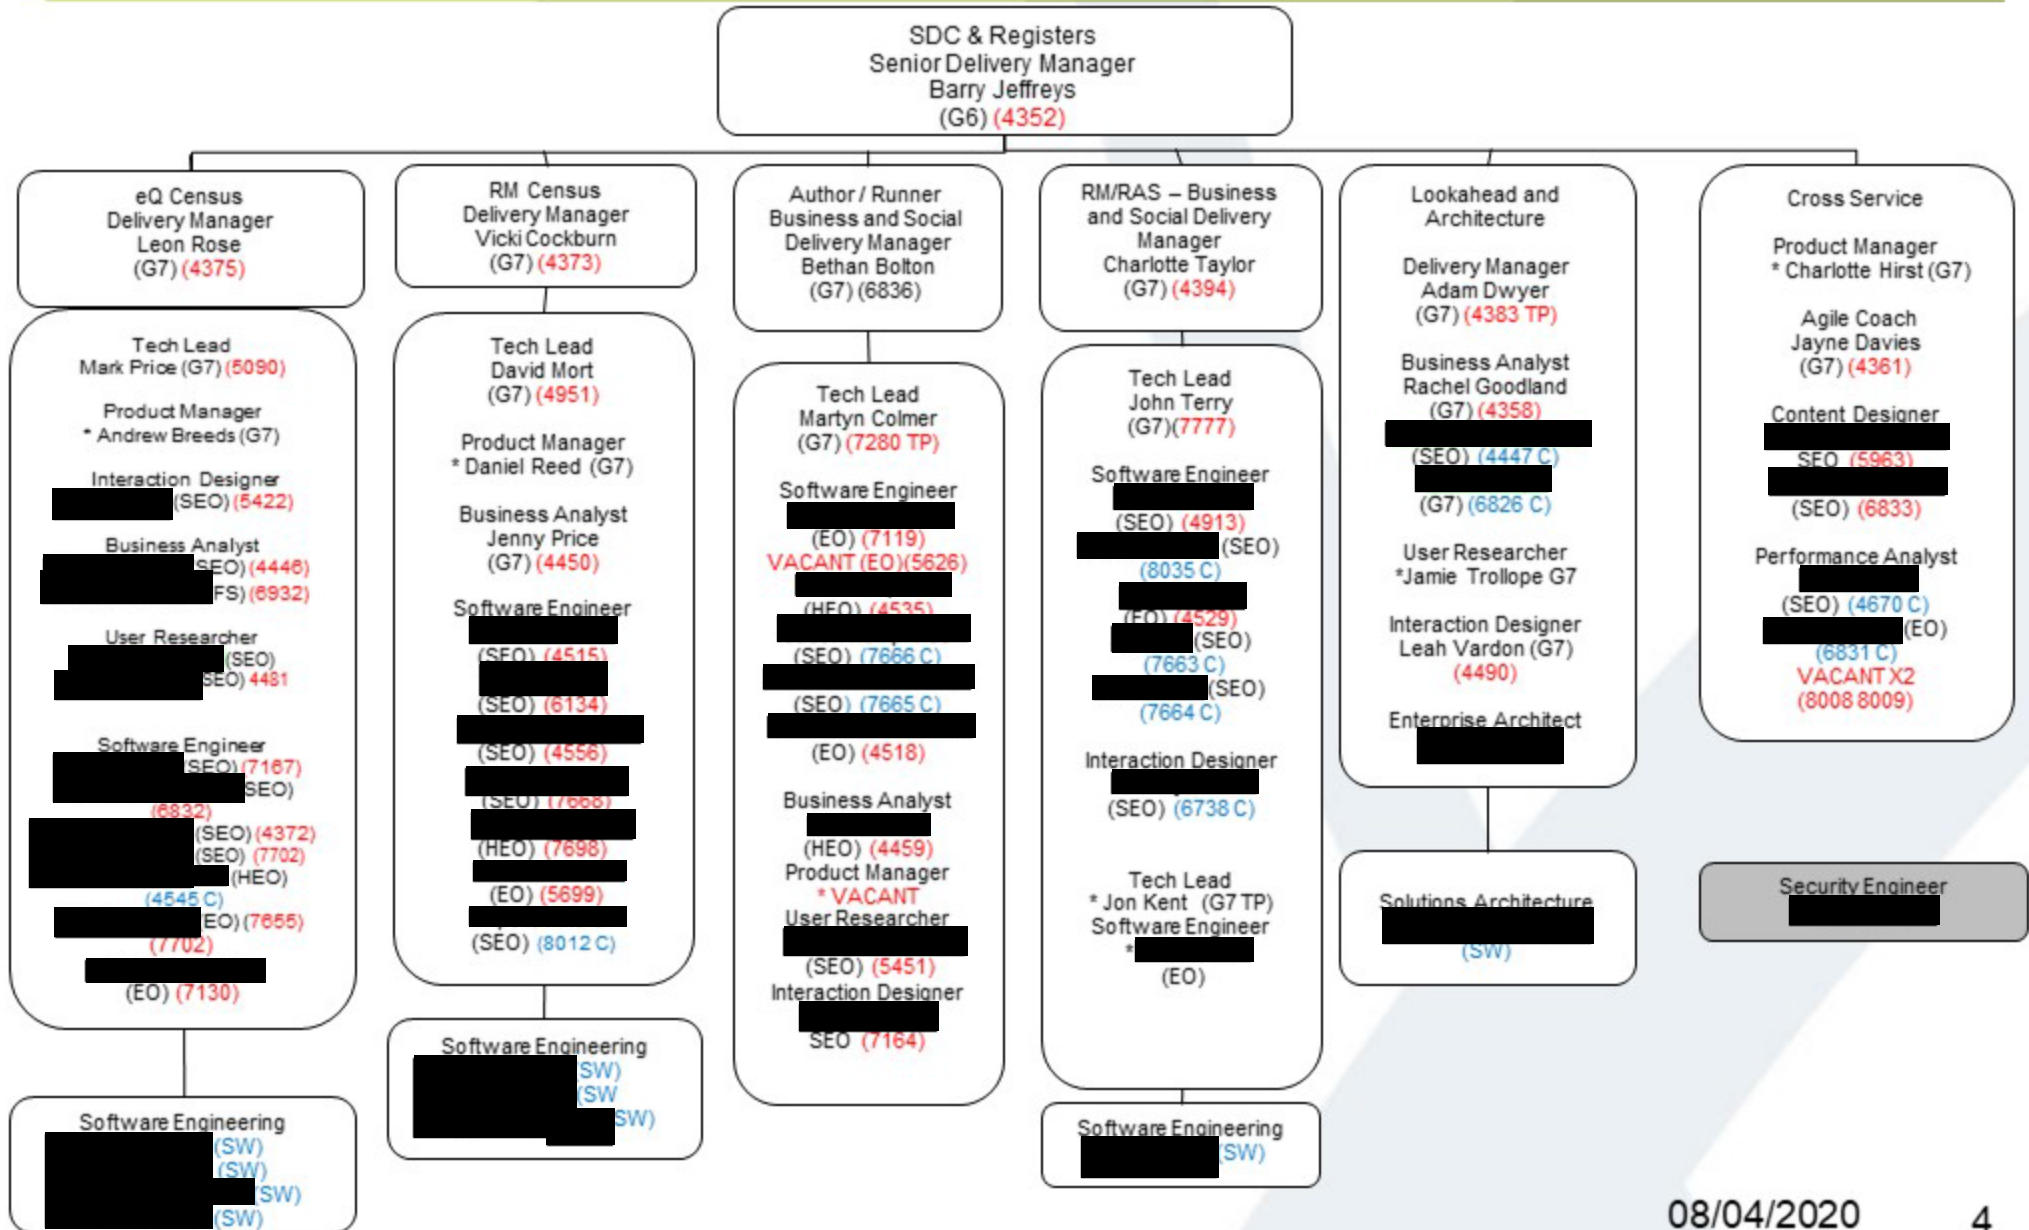 SDC & Registers
Senior Delivery Manager
Barry Jeffreys
(G6) (4352)
eQ Census
Delivery Manager
Leon Rose
(G7) (4375)
Tech Lead
Mark Price (G7) (5090)
Product Manager
* Andrew Breeds (G7)
Interaction Designer
(SEO) (5422)
Business Analyst
SEO) (4446)
FS) (6932)
User Researcher
(SEO)
SEO) 4481
Software Engineer
(SEO) (7167)
SEO)
(6832)
(SEO) (4372)
(SEO) (7702)
(HEO)
(4545 C)
EO) (7655)
(7702)
(EO) (7130)
Software Engineering
(SW)
(SW)
(SW)
(SW)
RM Census
Delivery Manager
Vicki Cockburn
(G7) (4373)
Tech Lead
David Mort
(G7) (4951)
Product Manager
* Daniel Reed (G7)
Business Analyst
Jenny Price
(G7) (4450)
Software Engineer
(SEO) (4515)
(SEO) (6134)
(SEO) (4556)
(SEO) (7668)
(HEO) (7698)
(EO) (5699)
(SEO) (8012 C)
Software Engineering
(SW)
(SW
SW)
Author / Runner
Business and Social
Delivery Manager
Bethan Bolton
(G7) (6836)
Tech Lead
Martyn Colmer
(G7) (7280 TP)
Software Engineer
(EO) (7119)
VACANT (EO)(5626)
(HEO) (4535)
(SEO) (7666 C)
(SEO) (7665 C)
(EO) (4518)
Business Analyst
(HEO) (4459)
Product Manager
* VACANT
User Researcher
(SEO) (5451)
Interaction Designer
SEO (7164)
RM/RAS – Business
and Social Delivery
Manager
Charlotte Taylor
(G7) (4394)
Tech Lead
John Terry
(G7)(7777)
Software Engineer
(SEO) (4913)
(SEO)
(8035 C)
(EO) (4529)
(SEO)
(7663 C)
(SEO)
(7664 C)
Interaction Designer
(SEO) (6738 C)
Tech Lead
* Jon Kent (G7 TP)
Software Engineer
*
(EO)
Software Engineering
(SW)
Lookahead and
Architecture
Delivery Manager
Adam Dwyer
(G7) (4383 TP)
Business Analyst
Rachel Goodland
(G7) (4358)
(SEO) (4447 C)
(G7) (6826 C)
User Researcher
*Jamie Trollope G7
Interaction Designer
Leah Vardon (G7)
(4490)
Enterprise Architect
Solutions Architecture
(SW)
Cross Service
Product Manager
* Charlotte Hirst (G7)
Agile Coach
Jayne Davies
(G7) (4361)
Content Designer
SEO (5963)
(SEO) (6833)
Performance Analyst
(SEO) (4670 C)
(EO)
(6831 C)
VACANT X2
(8008 8009)
Security Engineer
08/04/2020
4